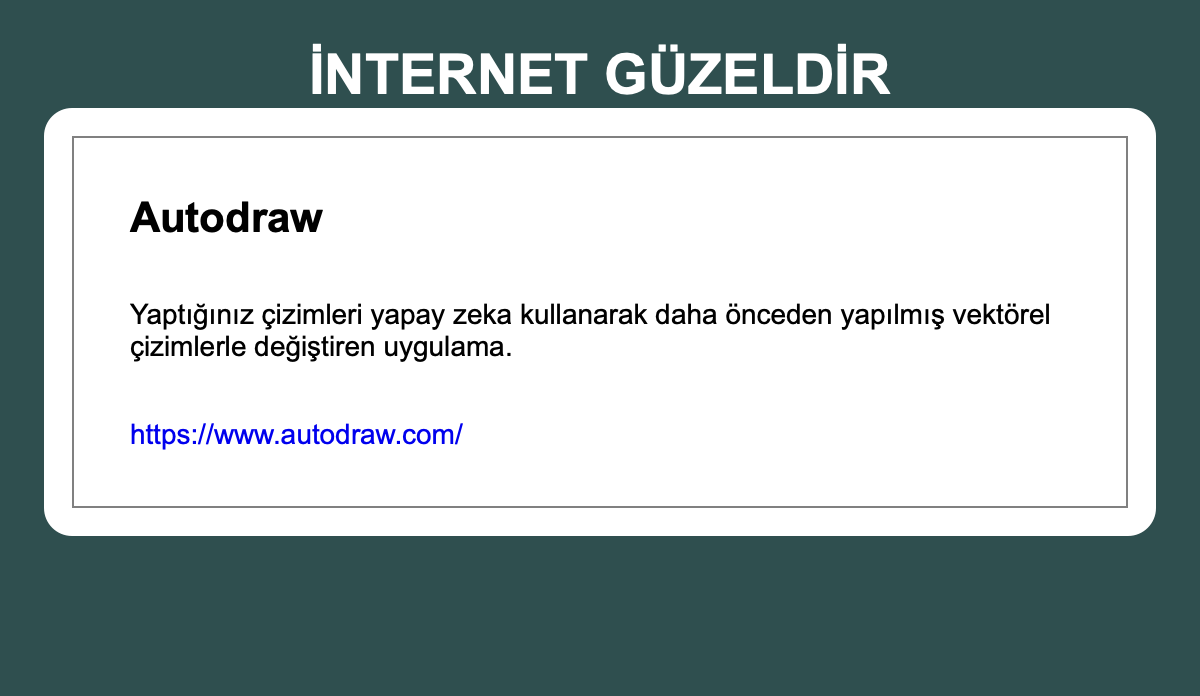 İNTERNET GÜZELDİR
Autodraw
Yaptığınız çizimleri yapay zeka kullanarak daha önceden yapılmış vektörel
çizimlerle değiştiren uygulama.
https://www.autodraw.com/